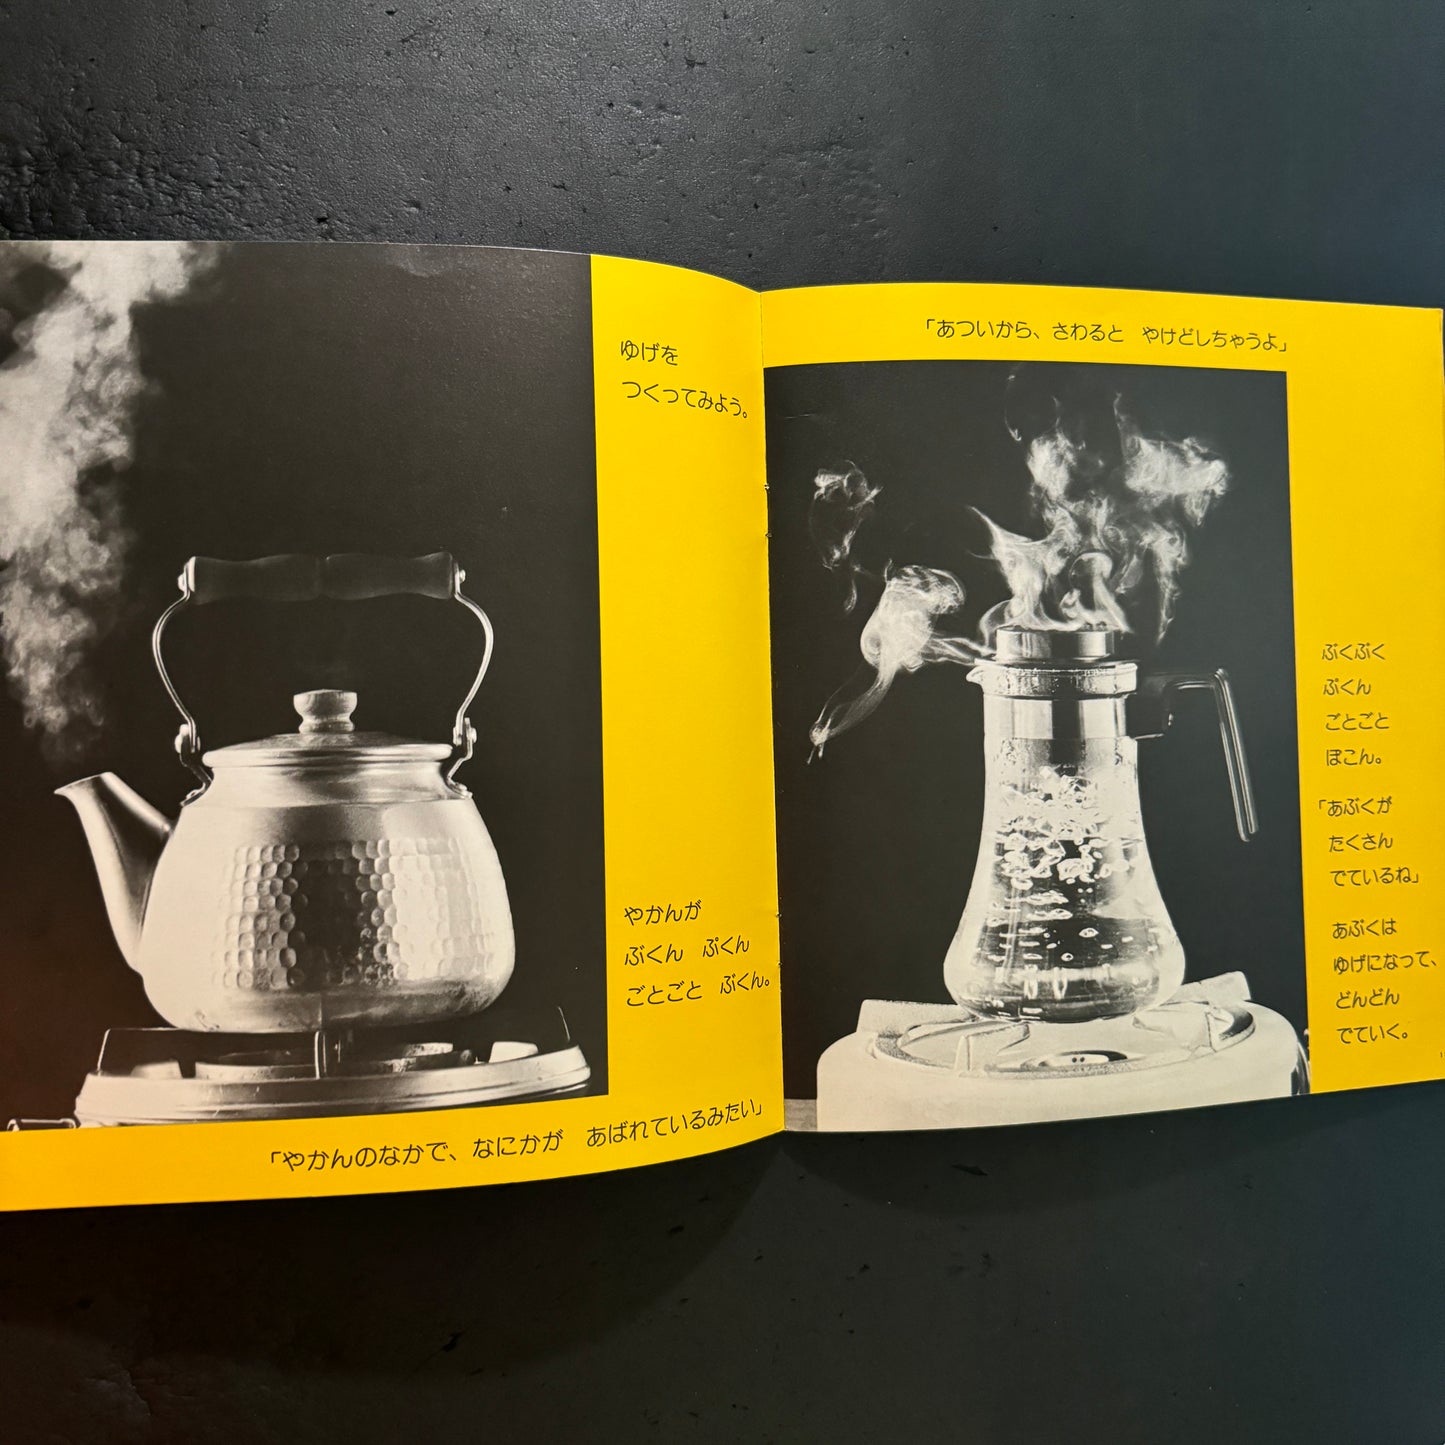 ゆげを
つくってみよう。
やかんが
ぶくん　ぷくん
ごとごと　ぶくん。
「やかんのなかで、なにかが　あばれているみたい」
「あついから、さわると　やけどしちゃうよ」
ぶくぶく
ぷくん
ごとごと
ぼこん。
「あぶくが
たくさん
でているね」
あぶくは
ゆげになって、
どんどん
でていく。